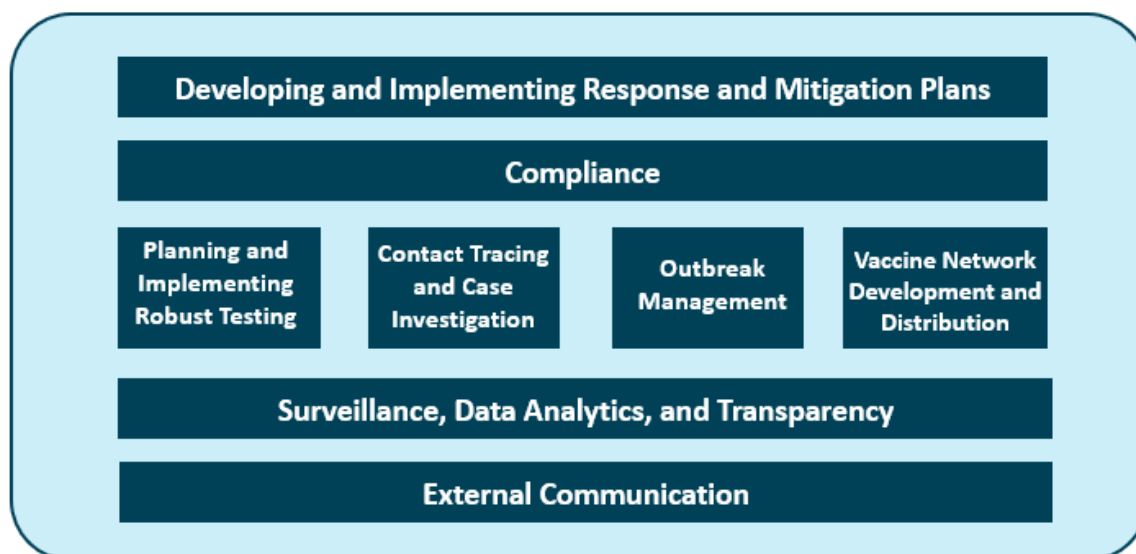 Developing and Implementing Response and Mitigation Plans
Compliance
Planning and
Implementing
Robust Testing
Contact Tracing
and Case
Investigation
Outbreak
Management
Vaccine Network
Development and
Distribution
Surveillance, Data Analytics, and Transparency
External Communication